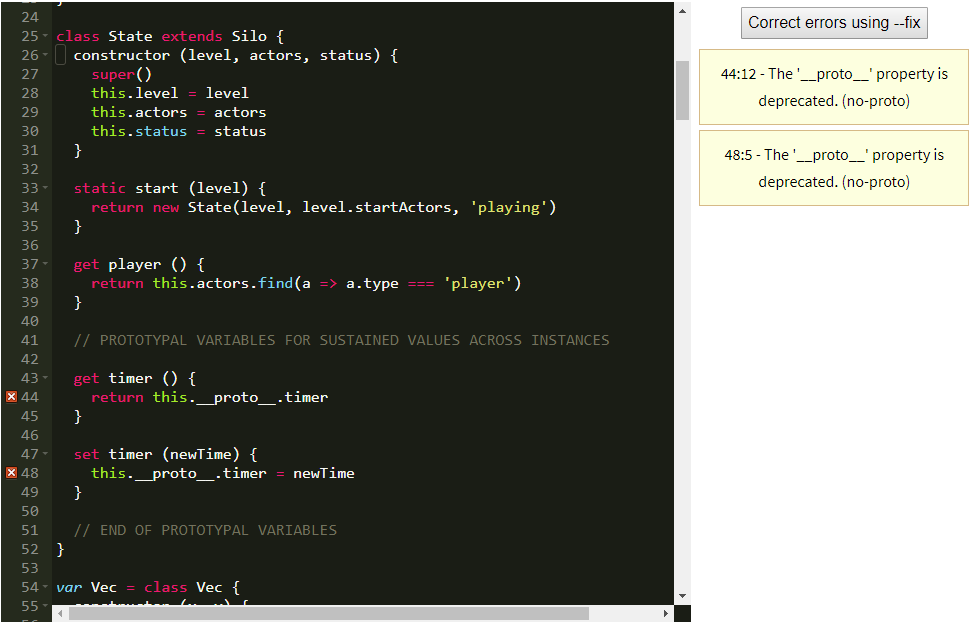 24
25 class State extends Silo {
26 constructor (level, actors, status) {
27 super()
28 this.level = level
29 this.actors = actors
30 this.status = status
31 }
32
33 static start (level) {
34 return new State(level, level.startActors, 'playing')
35 }
36
37 get player () {
38 return this.actors.find(a => a.type === 'player')
39 }
40
41 // PROTOTYPAL VARIABLES FOR SUSTAINED VALUES ACROSS INSTANCES
42
43 get timer () {
44 return this.__proto__.timer
45 }
46
47 set timer (newTime) {
48 this.__proto__.timer = newTime
49 }
50
51 // END OF PROTOTYPAL VARIABLES
52 }
53
54 var Vec = class Vec {
55
Correct errors using --fix
44:12 - The '__proto__' property is
deprecated. (no-proto)
48:5 - The '__proto__' property is
deprecated. (no-proto)